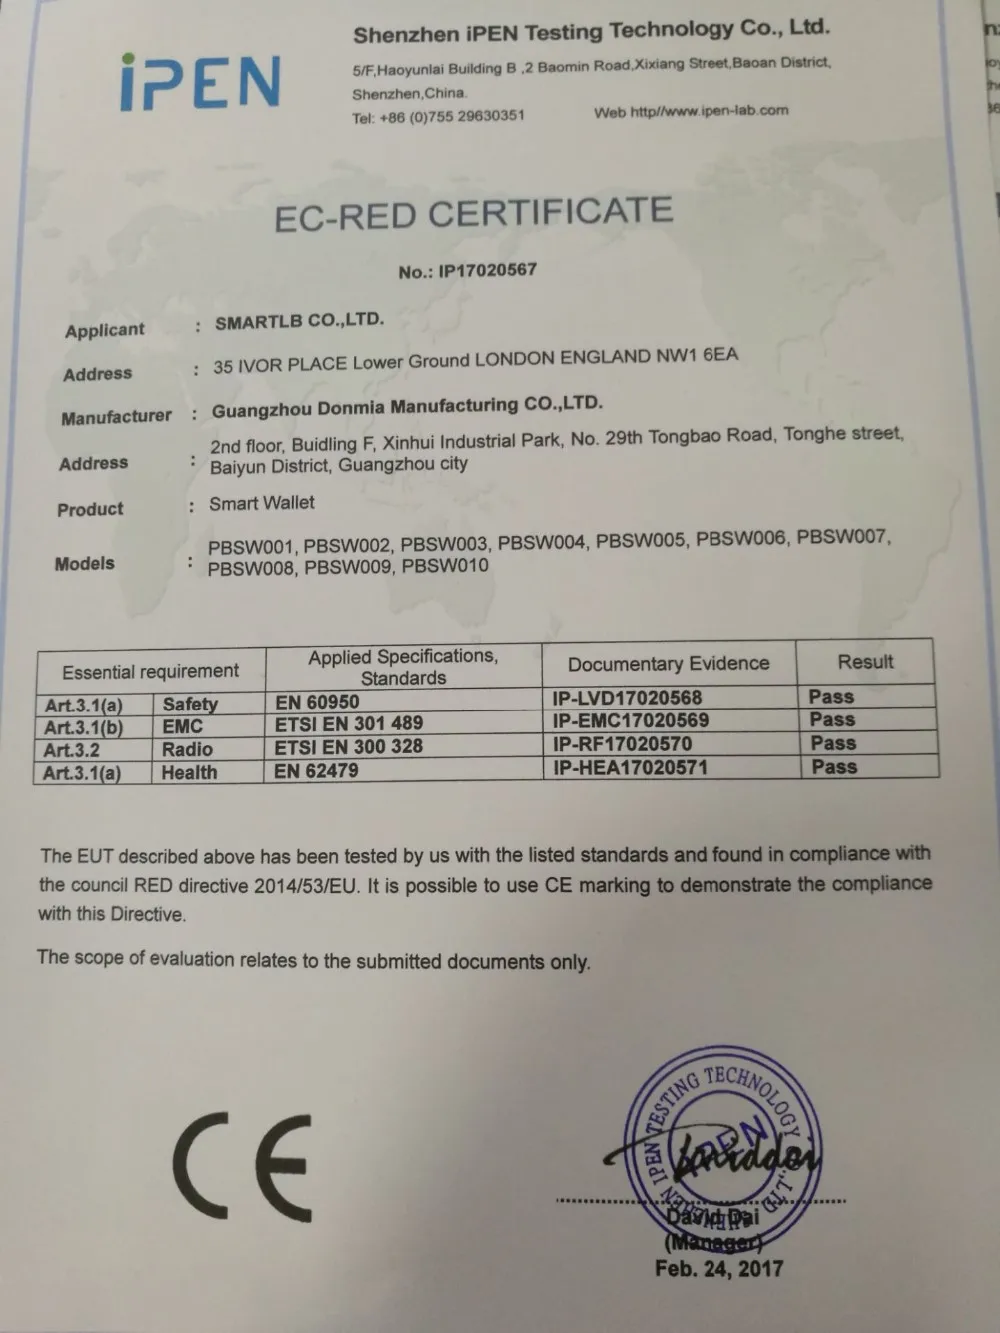 iPEN
Shenzhen iPEN Testing Technology Co., Ltd.
5/F,Haoyunlai Building B ,2 Baomin Road,Xixiang Street,Baoan District,
Shenzhen,China.
Tel: +86 (0)755 29630351 Web http//www.ipen-lab.com
EC-RED CERTIFICATE
No.: IP17020567
Applicant : SMARTLB CO.,LTD.
Address : 35 IVOR PLACE Lower Ground LONDON ENGLAND NW1 6EA
Manufacturer : Guangzhou Donmia Manufacturing CO.,LTD.
Address : 2nd floor, Buidling F, Xinhui Industrial Park, No. 29th Tongbao Road, Tonghe street,
Baiyun District, Guangzhou city
Product : Smart Wallet
Models : PBSW001, PBSW002, PBSW003, PBSW004, PBSW005, PBSW006, PBSW007,
PBSW008, PBSW009, PBSW010
Essential requirement Applied Specifications, Standards Documentary Evidence Result
Art.3.1(a) Safety EN 60950 IP-LVD17020568 Pass
Art.3.1(b) EMC ETSI EN 301 489 IP-EMC17020569 Pass
Art.3.2 Radio ETSI EN 300 328 IP-RF17020570 Pass
Art.3.1(a) Health EN 62479 IP-HEA17020571 Pass
The EUT described above has been tested by us with the listed standards and found in compliance with
the council RED directive 2014/53/EU. It is possible to use CE marking to demonstrate the compliance
with this Directive.
The scope of evaluation relates to the submitted documents only.
CE
SHENZHEN IPEN TESTING TECHNOLOGY CO.,LTD
IPEN
David Dai
(Manager)
Feb. 24, 2017